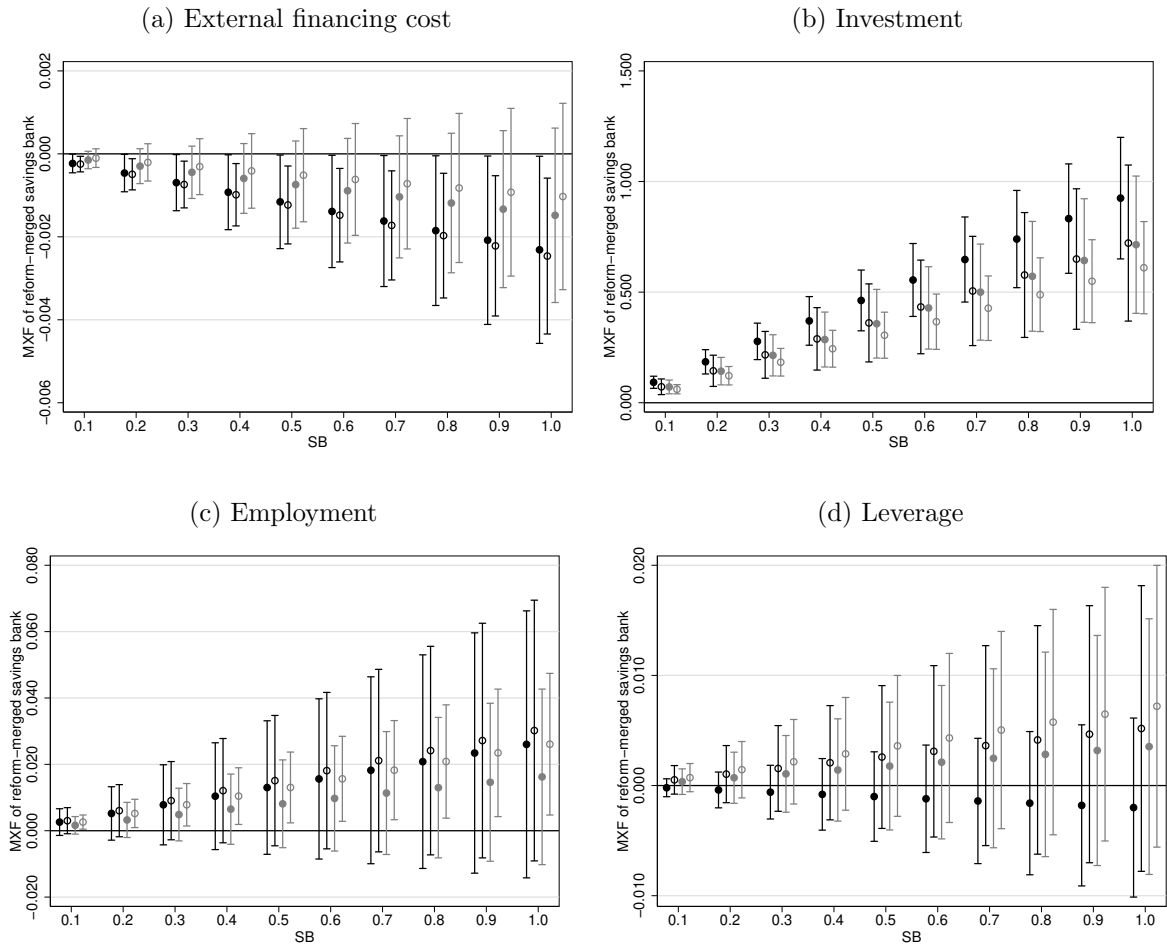 (a) External financing cost
MXF of reform−merged savings bank
0.002
0.000
−0.002
−0.004
−0.006
0.1 0.2 0.3 0.4 0.5 0.6 0.7 0.8 0.9 1.0
SB
(b) Investment
MXF of reform−merged savings bank
1.500
1.000
0.500
0.000
0.1 0.2 0.3 0.4 0.5 0.6 0.7 0.8 0.9 1.0
SB
(c) Employment
MXF of reform−merged savings bank
0.080
0.060
0.040
0.020
0.000
−0.020
0.1 0.2 0.3 0.4 0.5 0.6 0.7 0.8 0.9 1.0
SB
(d) Leverage
MXF of reform−merged savings bank
0.020
0.010
0.000
−0.010
0.1 0.2 0.3 0.4 0.5 0.6 0.7 0.8 0.9 1.0
SB